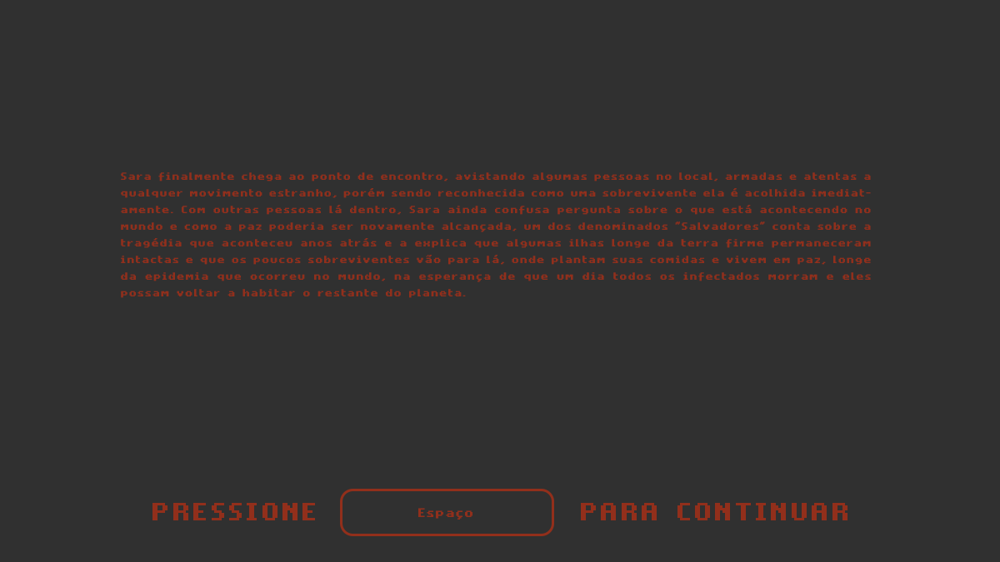 Sara finalmente chega ao ponto de encontro, avistando algumas pessoas no local, armadas e atentas a
qualquer movimento estranho, porém sendo reconhecida como uma sobrevivente ela é acolhida imediat-
amente. Com outras pessoas lá dentro, Sara ainda confusa pergunta sobre o que está acontecendo no
mundo e como a paz poderia ser novamente alcançada, um dos denominados "Salvadores" conta sobre a
tragédia que aconteceu anos atrás e a explica que algumas ilhas longe da terra firme permaneceram
intactas e que os poucos sobreviventes vão para lá, onde plantam suas comidas e vivem em paz, longe
da epidemia que ocorreu no mundo, na esperança de que um dia todos os infectados morram e eles
possam voltar a habitar o restante do planeta.
PRESSIONE Espaço PARA CONTINUAR